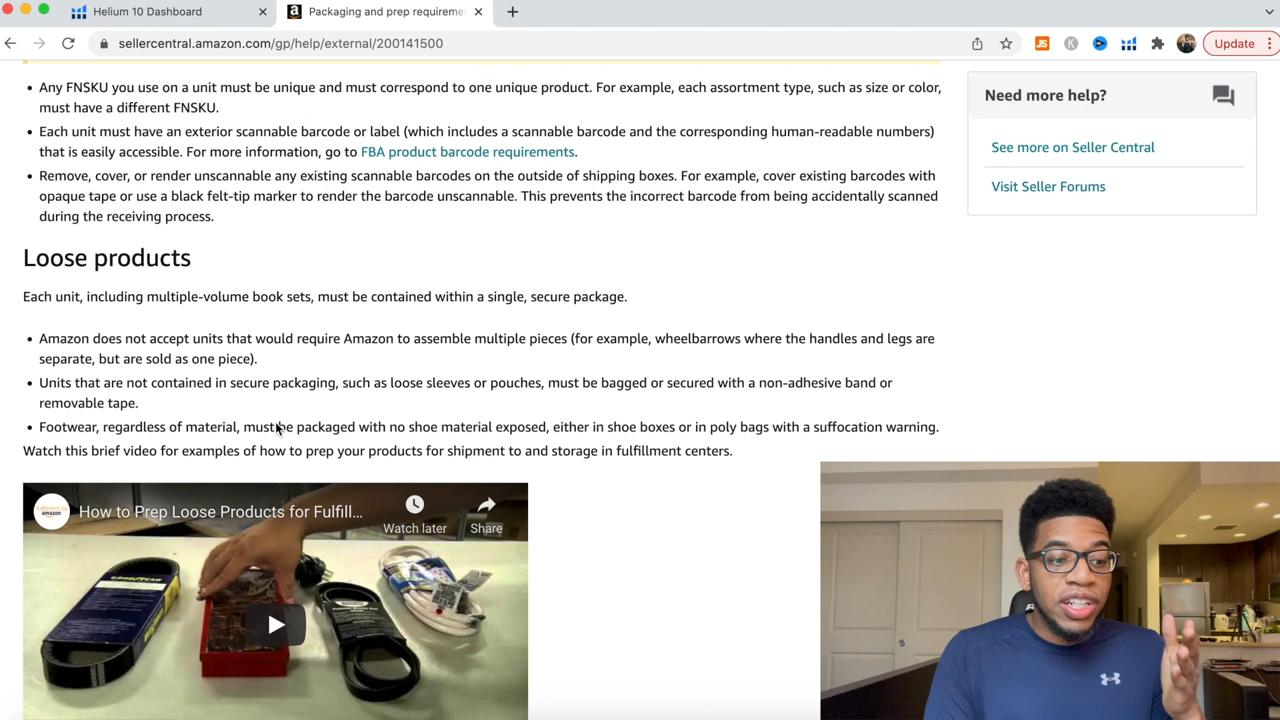 Helium 10 Dashboard
Packaging and prep requireme
sellercentral.amazon.com/gp/help/external/200141500
JS
K
Update
• Any FNSKU you use on a unit must be unique and must correspond to one unique product. For example, each assortment type, such as size or color,
must have a different FNSKU.
• Each unit must have an exterior scannable barcode or label (which includes a scannable barcode and the corresponding human-readable numbers)
that is easily accessible. For more information, go to FBA product barcode requirements.
• Remove, cover, or render unscannable any existing scannable barcodes on the outside of shipping boxes. For example, cover existing barcodes with
opaque tape or use a black felt-tip marker to render the barcode unscannable. This prevents the incorrect barcode from being accidentally scanned
during the receiving process.
Need more help?
See more on Seller Central
Visit Seller Forums
Loose products
Each unit, including multiple-volume book sets, must be contained within a single, secure package.
• Amazon does not accept units that would require Amazon to assemble multiple pieces (for example, wheelbarrows where the handles and legs are
separate, but are sold as one piece).
• Units that are not contained in secure packaging, such as loose sleeves or pouches, must be bagged or secured with a non-adhesive band or
removable tape.
• Footwear, regardless of material, must be packaged with no shoe material exposed, either in shoe boxes or in poly bags with a suffocation warning.
Watch this brief video for examples of how to prep your products for shipment to and storage in fulfillment centers.
How to Prep Loose Products for Fulfill...
Watch later
Share
GOODYEAR